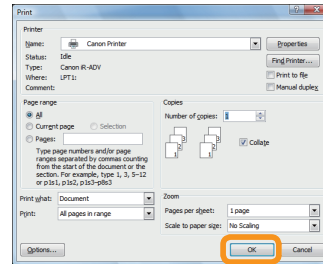 Print
Printer
Name: Canon Printer Properties
Status: Idle Find Printer...
Type: Canon iR-ADV
Where: LPT1: Print to file
Comment: Manual duplex
Page range Copies
All Number of copies: 1
Current page Selection
Pages: Collate
Type page numbers and/or page
ranges separated by commas counting
from the start of the document or the
section. For example, type 1, 3, 5–12
or p1s1, p1s2, p1s3–p8s3
Print what: Document Zoom
Print: All pages in range Pages per sheet: 1 page
Scale to paper size: No Scaling
Options... OK Cancel